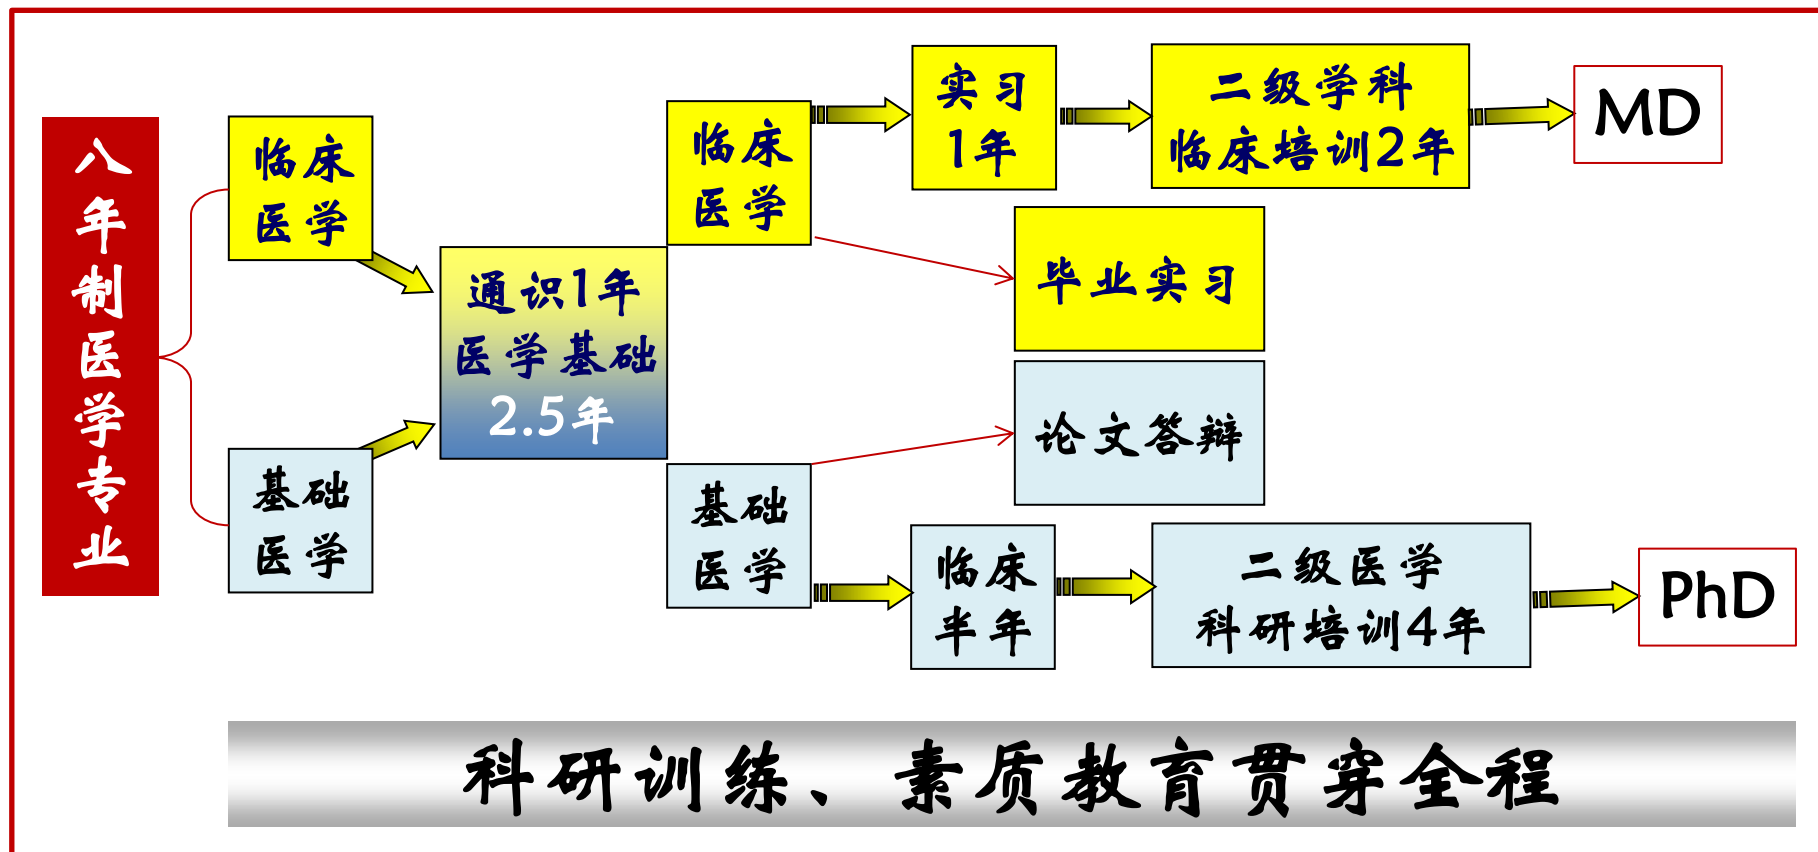 八年制医学专业
临床
医学
基础
医学
通识1年
医学基础
2.5年
临床
医学
基础
医学
实习
1年
二级学科
临床培训2年
MD
毕业实习
论文答辩
临床
半年
二级医学
科研培训4年
PhD
科研训练、素质教育贯穿全程